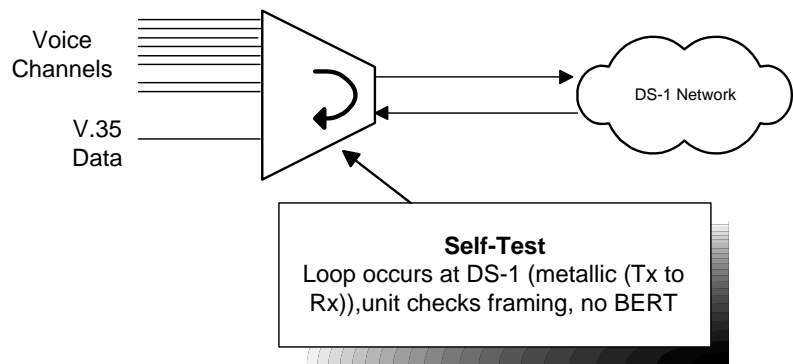 Voice
Channels
V.35
Data
DS-1 Network
Self-Test
Loop occurs at DS-1 (metallic (Tx to
Rx)),unit checks framing, no BERT